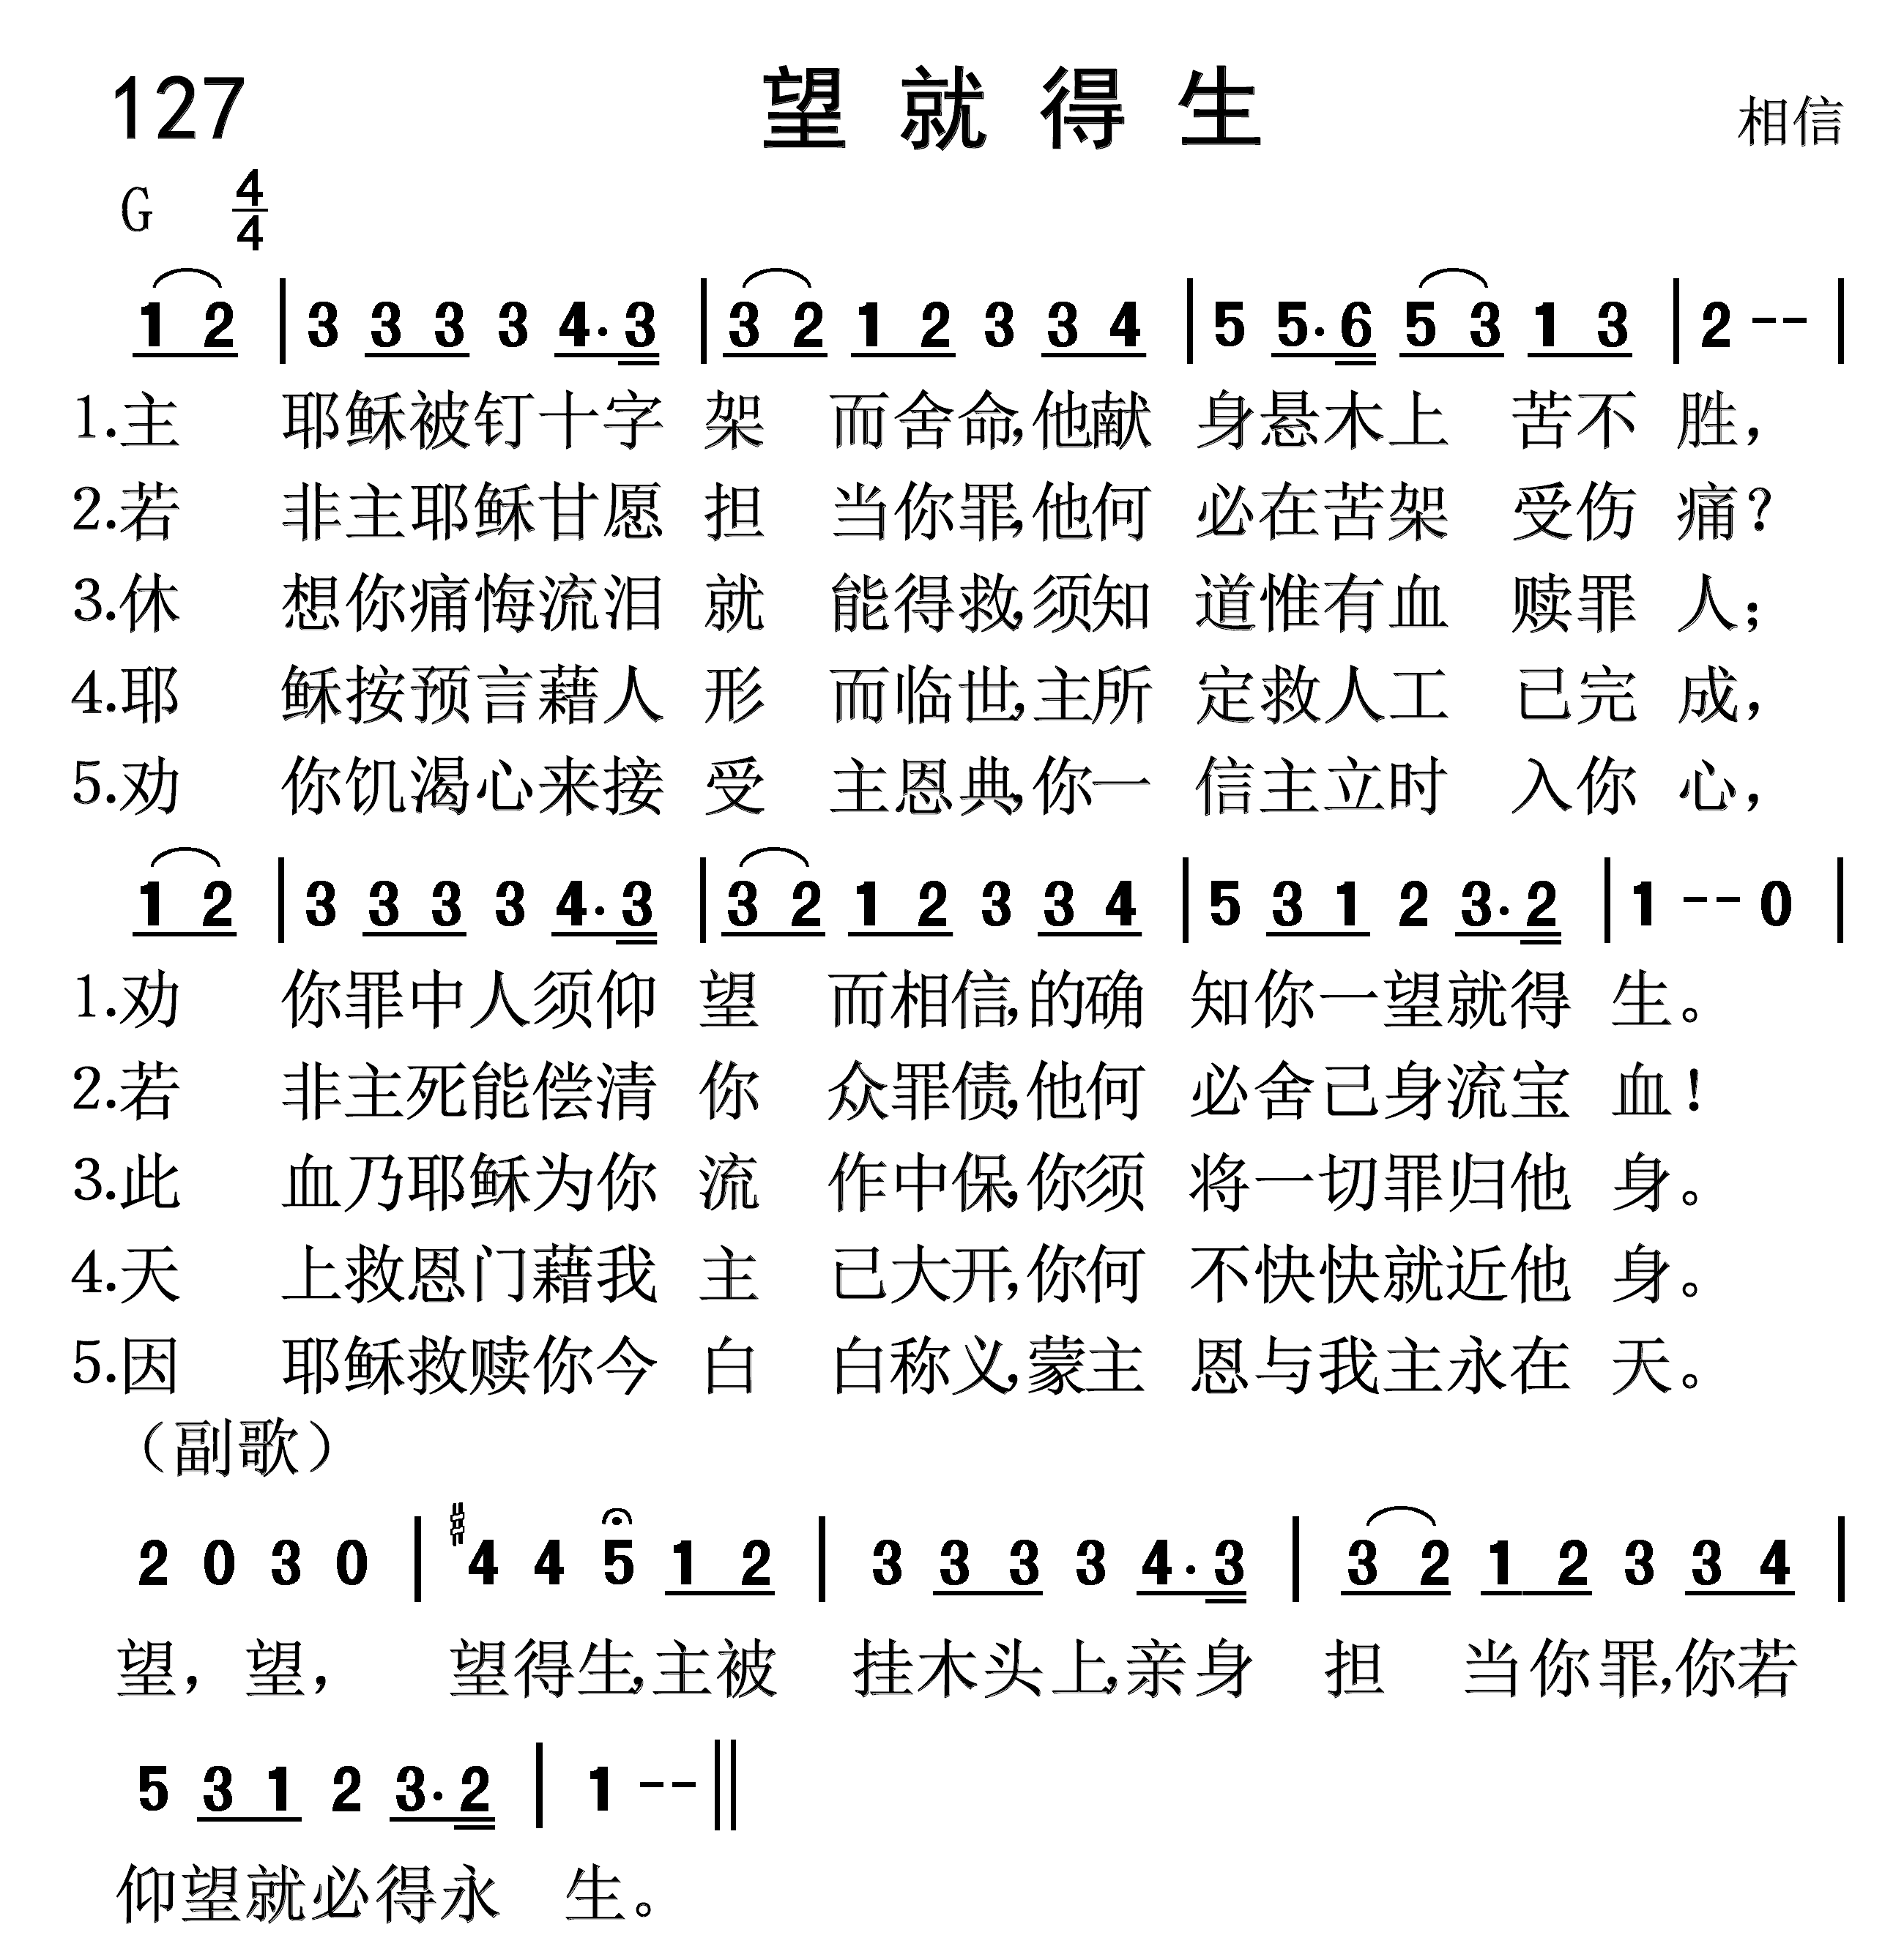 127 望就得生 相信
G 4/4
1 2 | 3 3 3 3 4· 3 | 3 2 1 2 3 3 4 | 5 5· 6 5 3 1 3 | 2 - - |
1.主 耶稣被钉十字 架 而舍命,他献 身悬木上 苦不 胜，
2.若 非主耶稣甘愿 担 当你罪,他何 必在苦架 受伤 痛？
3.休 想你痛悔流泪 就 能得救,须知 道惟有血 赎罪 人；
4.耶 稣按预言藉人 形 而临世,主所 定救人工 已完 成，
5.劝 你饥渴心来接 受 主恩典,你一 信主立时 入你 心，
1 2 | 3 3 3 3 4· 3 | 3 2 1 2 3 3 4 | 5 3 1 2 3· 2 | 1 - - 0 |
1.劝 你罪中人须仰 望 而相信,的确 知你一望就得 生。
2.若 非主死能偿清 你 众罪债,他何 必舍己身流宝 血！
3.此 血乃耶稣为你 流 作中保,你须 将一切罪归他 身。
4.天 上救恩门藉我 主 已大开,你何 不快快就近他 身。
5.因 耶稣救赎你今 白 白称义,蒙主 恩与我主永在 天。
（副歌）
2 0 3 0 | #4 4 5 1 2 | 3 3 3 3 4· 3 | 3 2 1 2 3 3 4 |
望，望， 望得生,主被 挂木头上,亲身 担 当你罪,你若
5 3 1 2 3· 2 | 1 - - ||
仰望就必得永 生。